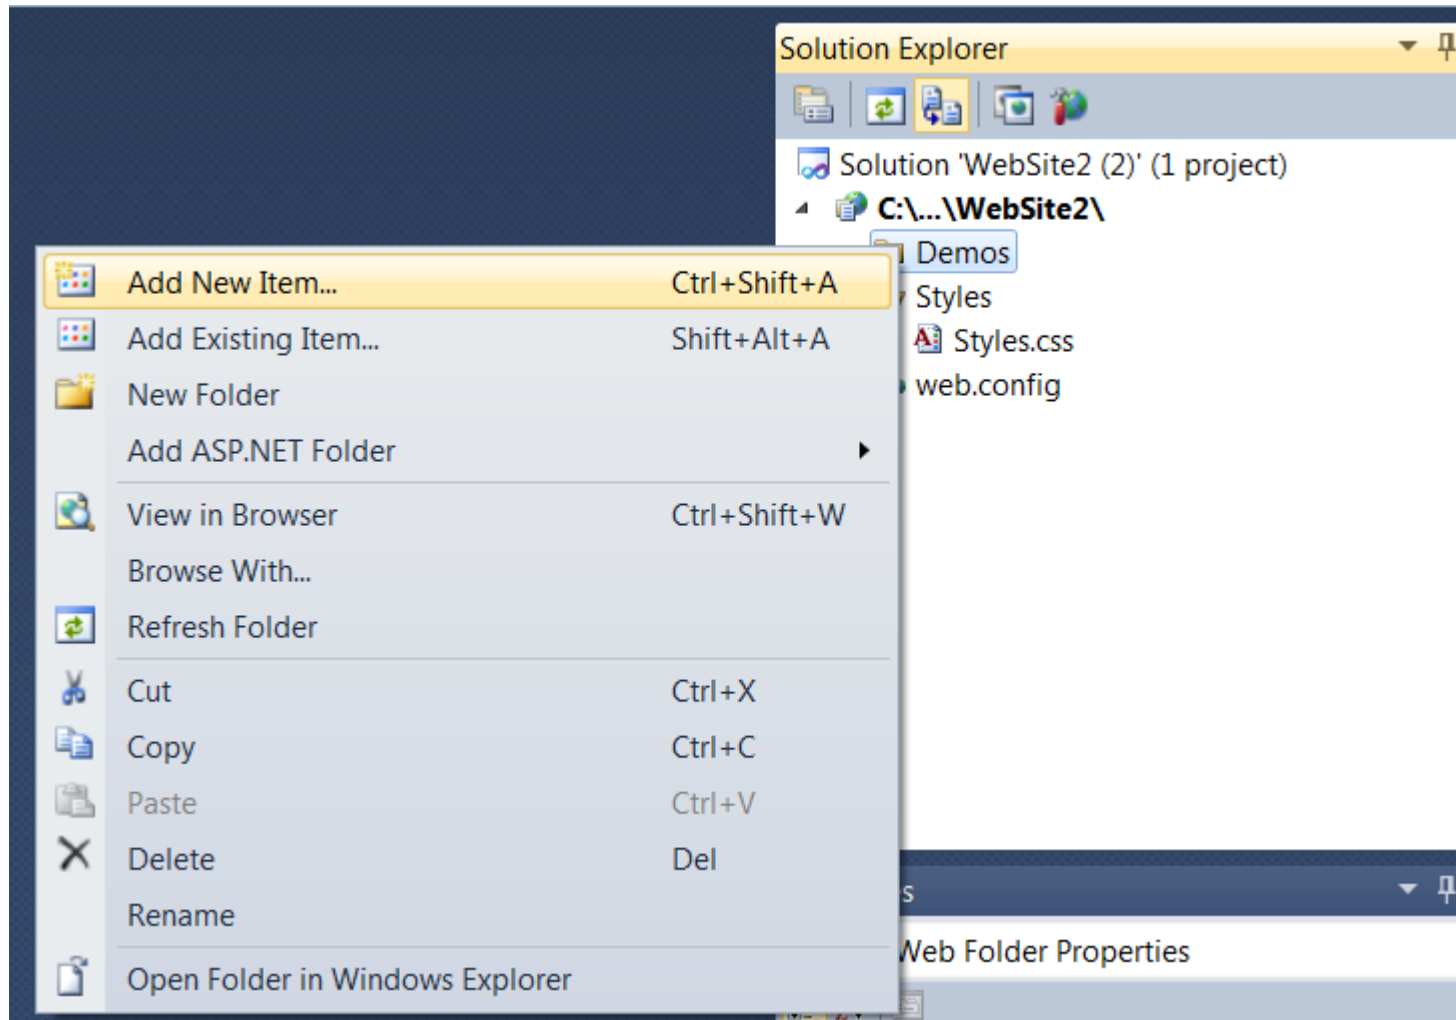 Solution Explorer
Solution 'WebSite2 (2)' (1 project)
C:\...\WebSite2\
Demos
Styles
Styles.css
web.config
Add New Item... Ctrl+Shift+A
Add Existing Item... Shift+Alt+A
New Folder
Add ASP.NET Folder
View in Browser Ctrl+Shift+W
Browse With...
Refresh Folder
Cut Ctrl+X
Copy Ctrl+C
Paste Ctrl+V
Delete Del
Rename
Open Folder in Windows Explorer
Web Folder Properties